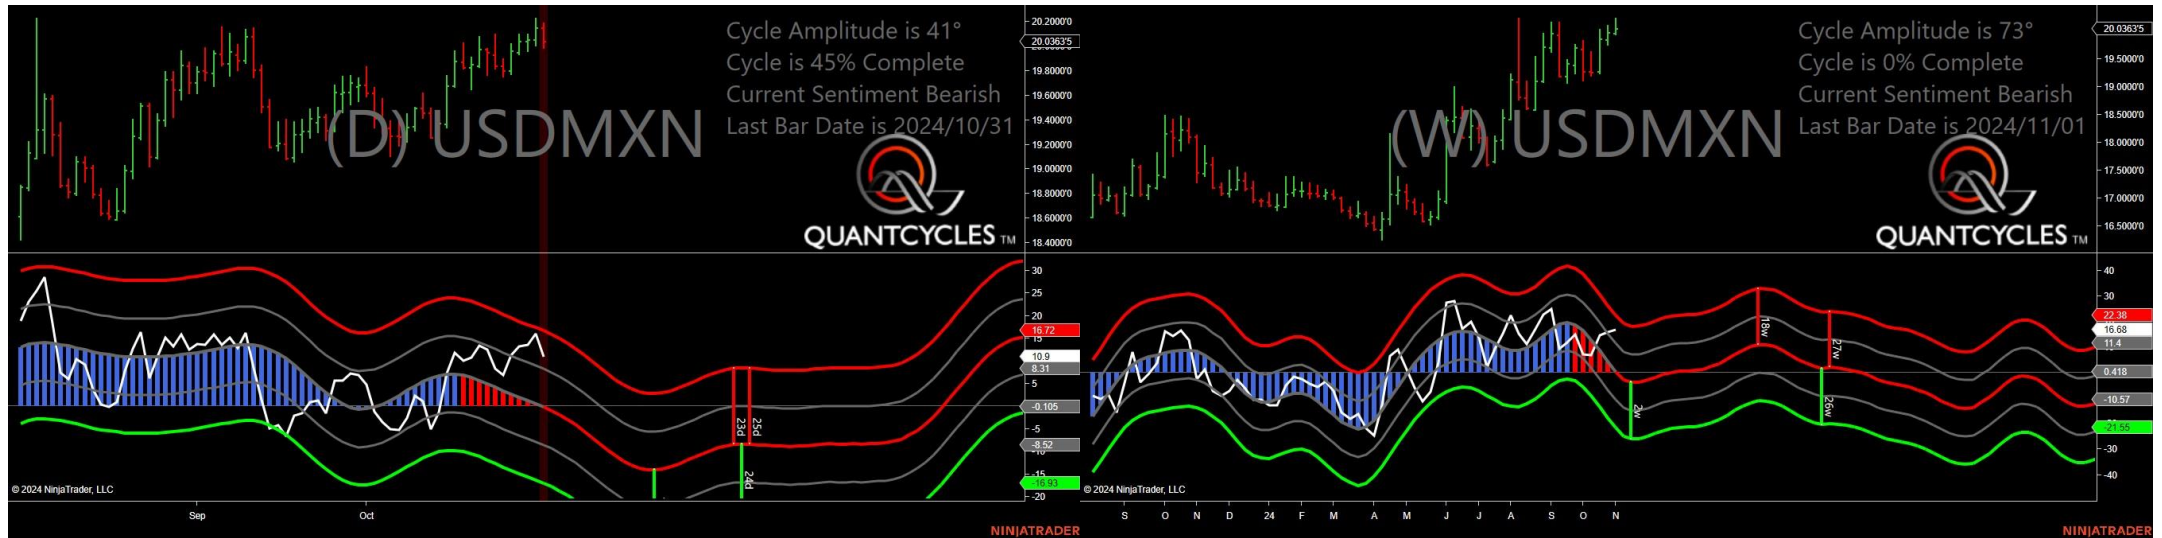 Cycle Amplitude is 41°
Cycle is 45% Complete
Current Sentiment Bearish
Last Bar Date is 2024/10/31
(D) USDMXN
QUANTCYCLES TM
20.2000'0
20.0363'5
19.8000'0
19.6000'0
19.4000'0
19.2000'0
19.0000'0
18.8000'0
18.6000'0
18.4000'0
30
25
20
16.72
15
10.9
8.31
5
-0.105
-5
-8.52
-15
-16.93
-20
23d
25d
24d
© 2024 NinjaTrader, LLC
Sep
Oct
NINJATRADER
Cycle Amplitude is 73°
Cycle is 0% Complete
Current Sentiment Bearish
Last Bar Date is 2024/11/01
(W) USDMXN
QUANTCYCLES TM
20.0363'5
19.5000'0
19.0000'0
18.5000'0
18.0000'0
17.5000'0
17.0000'0
16.5000'0
40
30
22.38
16.68
11.4
0.418
-10.57
-21.55
-30
-40
18w
27w
2w
26w
© 2024 NinjaTrader, LLC
S O N D 24 F M A M J J A S O N
NINJATRADER